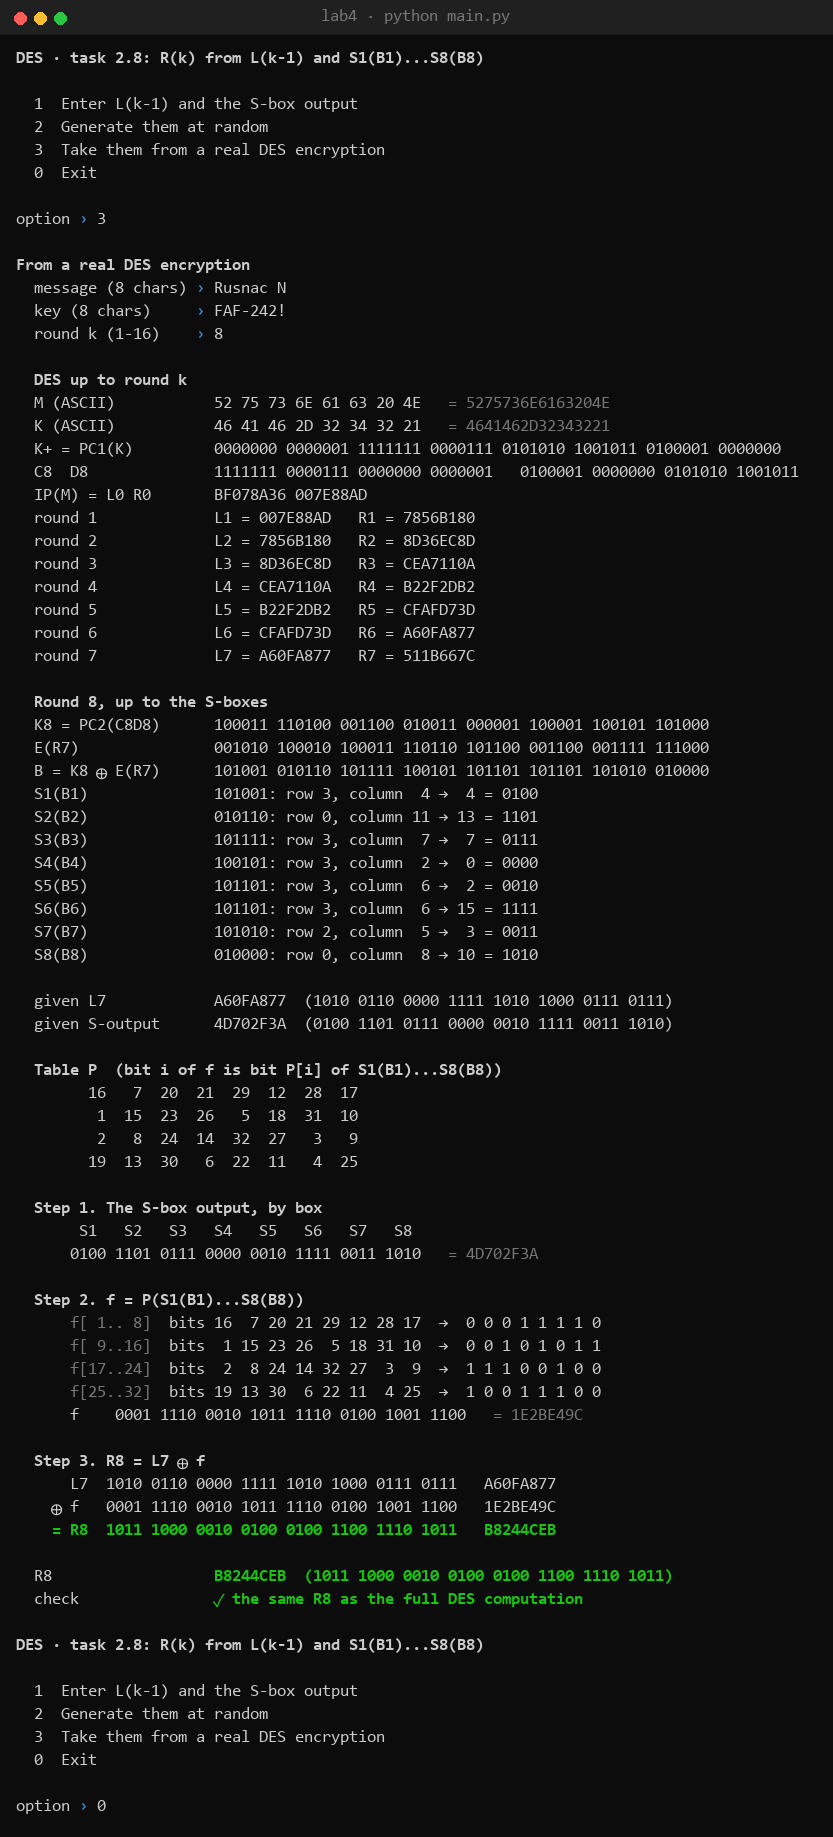 lab4 · python main.py
DES · task 2.8: R(k) from L(k-1) and S1(B1)...S8(B8)
1  Enter L(k-1) and the S-box output
2  Generate them at random
3  Take them from a real DES encryption
0  Exit
option › 3
From a real DES encryption
message (8 chars) › Rusnac N
key (8 chars)     › FAF-242!
round k (1-16)    › 8
DES up to round k
M (ASCII)           52 75 73 6E 61 63 20 4E   = 5275736E6163204E
K (ASCII)           46 41 46 2D 32 34 32 21   = 4641462D32343221
K+ = PC1(K)         0000000 0000001 1111111 0000111 0101010 1001011 0100001 0000000
C8  D8              1111111 0000111 0000000 0000001   0100001 0000000 0101010 1001011
IP(M) = L0 R0       BF078A36 007E88AD
round 1             L1 = 007E88AD   R1 = 7856B180
round 2             L2 = 7856B180   R2 = 8D36EC8D
round 3             L3 = 8D36EC8D   R3 = CEA7110A
round 4             L4 = CEA7110A   R4 = B22F2DB2
round 5             L5 = B22F2DB2   R5 = CFAFD73D
round 6             L6 = CFAFD73D   R6 = A60FA877
round 7             L7 = A60FA877   R7 = 511B667C
Round 8, up to the S-boxes
K8 = PC2(C8D8)      100011 110100 001100 010011 000001 100001 100101 101000
E(R7)               001010 100010 100011 110110 101100 001100 001111 111000
B = K8 ⊕ E(R7)      101001 010110 101111 100101 101101 101101 101010 010000
S1(B1)              101001: row 3, column  4 →  4 = 0100
S2(B2)              010110: row 0, column 11 → 13 = 1101
S3(B3)              101111: row 3, column  7 →  7 = 0111
S4(B4)              100101: row 3, column  2 →  0 = 0000
S5(B5)              101101: row 3, column  6 →  2 = 0010
S6(B6)              101101: row 3, column  6 → 15 = 1111
S7(B7)              101010: row 2, column  5 →  3 = 0011
S8(B8)              010000: row 0, column  8 → 10 = 1010
given L7            A60FA877  (1010 0110 0000 1111 1010 1000 0111 0111)
given S-output      4D702F3A  (0100 1101 0111 0000 0010 1111 0011 1010)
Table P  (bit i of f is bit P[i] of S1(B1)...S8(B8))
16   7  20  21  29  12  28  17
1  15  23  26   5  18  31  10
2   8  24  14  32  27   3   9
19  13  30   6  22  11   4  25
Step 1. The S-box output, by box
S1   S2   S3   S4   S5   S6   S7   S8
0100 1101 0111 0000 0010 1111 0011 1010   = 4D702F3A
Step 2. f = P(S1(B1)...S8(B8))
f[ 1.. 8]  bits 16  7 20 21 29 12 28 17  →  0 0 0 1 1 1 1 0
f[ 9..16]  bits  1 15 23 26  5 18 31 10  →  0 0 1 0 1 0 1 1
f[17..24]  bits  2  8 24 14 32 27  3  9  →  1 1 1 0 0 1 0 0
f[25..32]  bits 19 13 30  6 22 11  4 25  →  1 0 0 1 1 1 0 0
f    0001 1110 0010 1011 1110 0100 1001 1100   = 1E2BE49C
Step 3. R8 = L7 ⊕ f
L7  1010 0110 0000 1111 1010 1000 0111 0111   A60FA877
⊕ f   0001 1110 0010 1011 1110 0100 1001 1100   1E2BE49C
= R8  1011 1000 0010 0100 0100 1100 1110 1011   B8244CEB
R8                  B8244CEB  (1011 1000 0010 0100 0100 1100 1110 1011)
check               ✓ the same R8 as the full DES computation
DES · task 2.8: R(k) from L(k-1) and S1(B1)...S8(B8)
1  Enter L(k-1) and the S-box output
2  Generate them at random
3  Take them from a real DES encryption
0  Exit
option › 0